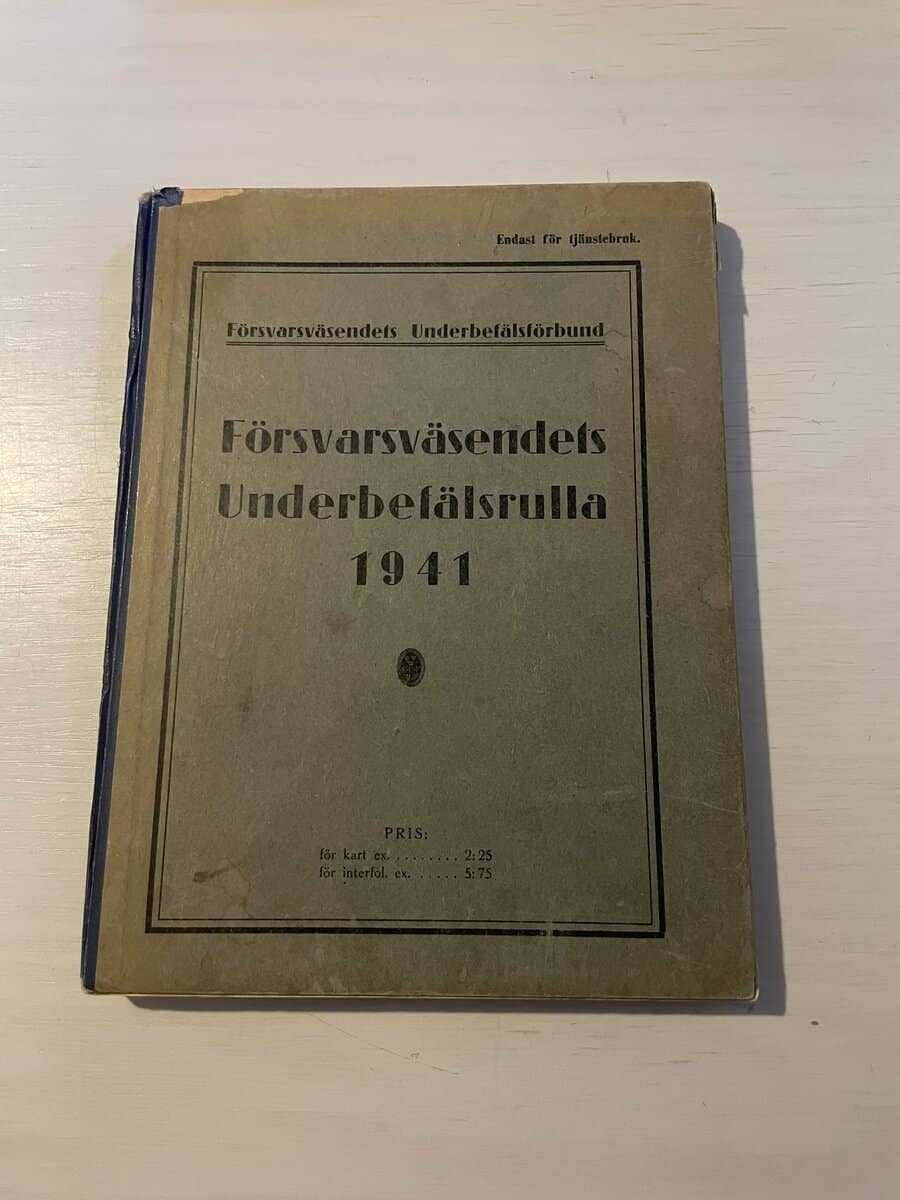 Endast för tjänstebruk.
Försvarsväsendets Underbefälsförbund
Försvarsväsendets
Underbefälsrulla
1941
PRIS:
för kart ex. ........ 2:25
för interfol. ex. ..... 5:75